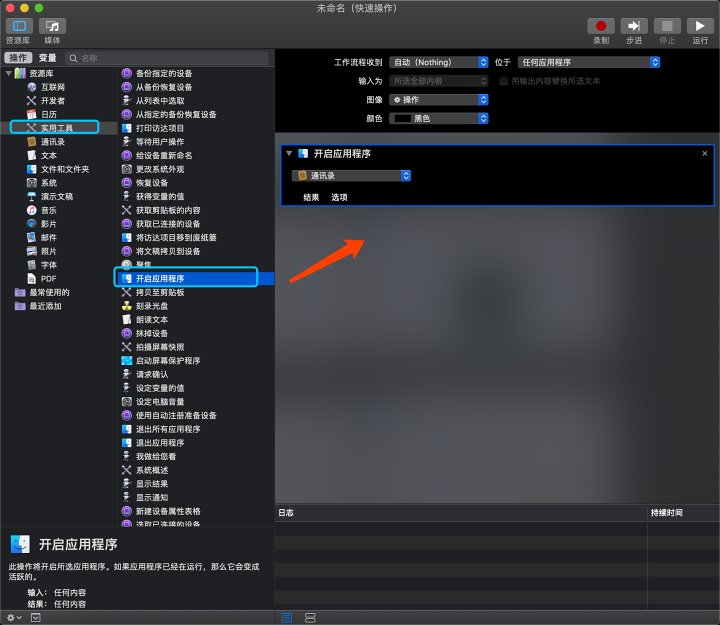 未命名（快速操作）
资源库 媒体 录制 步进 停止 运行
操作 变量 名称
资源库
互联网
开发者
日历
实用工具
通讯录
文本
文件和文件夹
系统
演示文稿
音乐
影片
邮件
照片
字体
PDF
最常使用的
最近添加
备份指定的设备
从备份恢复设备
从列表中选取
从指定的备份恢复设备
打印访达项目
等待用户操作
给设备重新命名
更改系统外观
恢复设备
获得变量的值
获取剪贴板的内容
获取已连接的设备
将访达项目移到废纸篓
将文稿拷贝到设备
聚焦
开启应用程序
拷贝至剪贴板
刻录光盘
朗读文本
抹掉设备
拍摄屏幕快照
启动屏幕保护程序
请求确认
设定变量的值
设定电脑音量
使用自动注册准备设备
退出所有应用程序
退出应用程序
我做给您看
系统概述
显示结果
显示通知
新建设备属性表格
选取已连接的设备
工作流程收到 自动（Nothing） 位于 任何应用程序
输入为 所选全部内容 用输出内容替换所选文本
图像 操作
颜色 黑色
开启应用程序
通讯录
结果 选项
日志 持续时间
开启应用程序
此操作将开启所选应用程序。如果应用程序已经在运行，那么它会变成
活跃的。
输入： 任何内容
结果： 任何内容